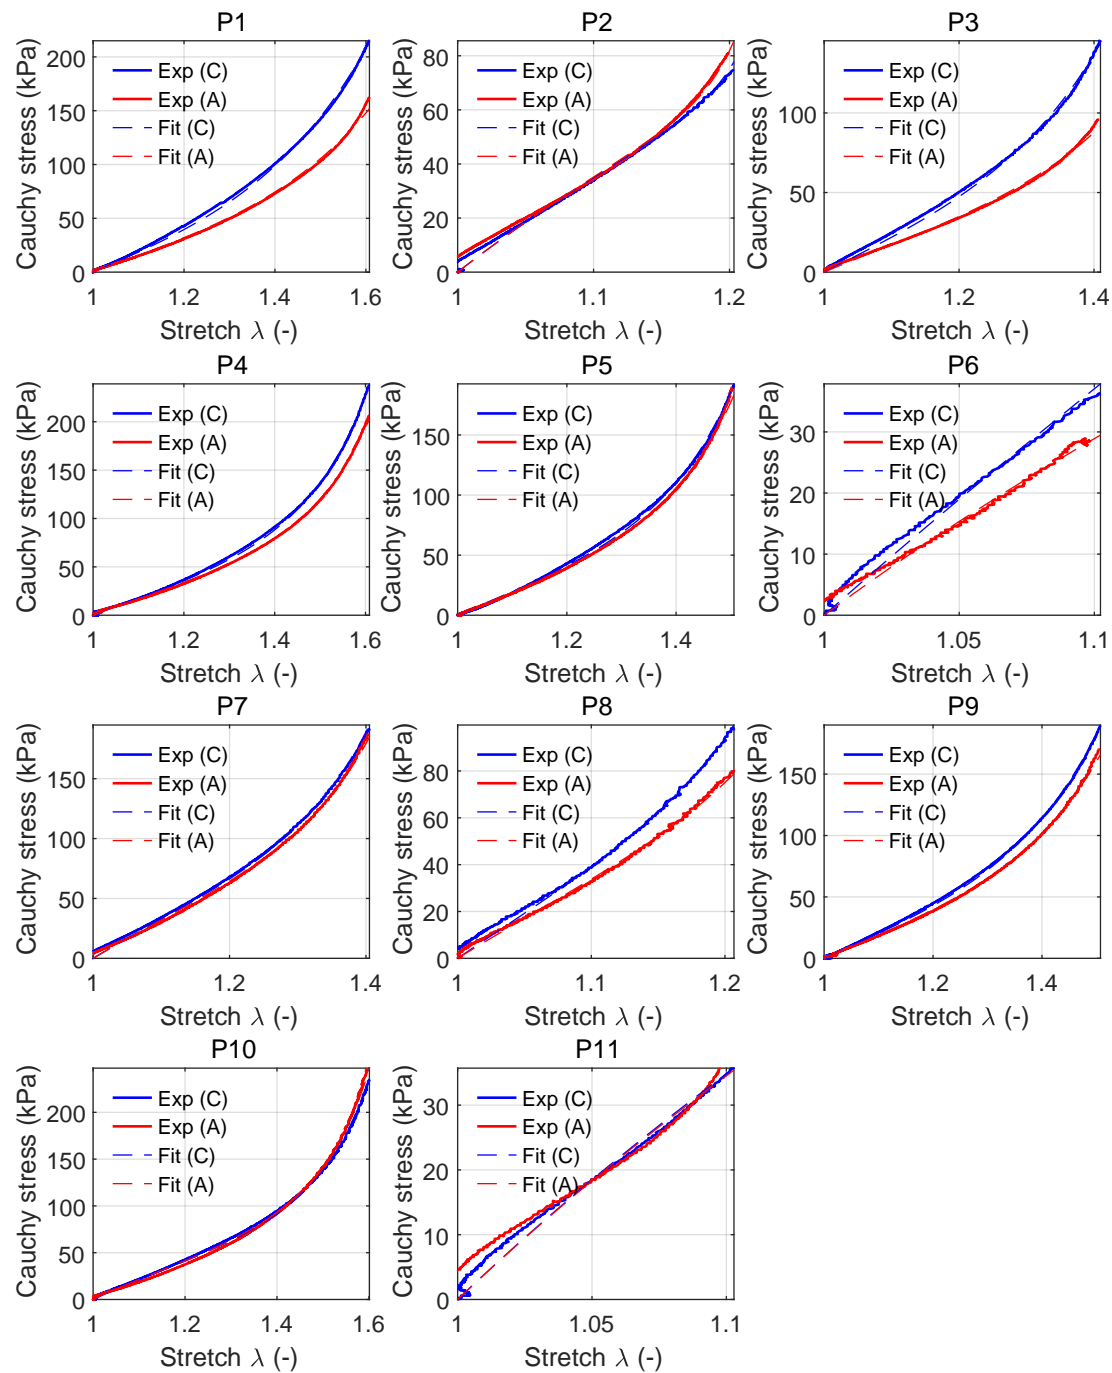 P1
Cauchy stress (kPa)
200
150
100
50
0
Exp (C)
Exp (A)
Fit (C)
Fit (A)
1
1.2
1.4
1.6
Stretch λ (-)
P2
Cauchy stress (kPa)
80
60
40
20
0
Exp (C)
Exp (A)
Fit (C)
Fit (A)
1
1.1
1.2
Stretch λ (-)
P3
Cauchy stress (kPa)
100
50
0
Exp (C)
Exp (A)
Fit (C)
Fit (A)
1
1.2
1.4
Stretch λ (-)
P4
Cauchy stress (kPa)
200
150
100
50
0
Exp (C)
Exp (A)
Fit (C)
Fit (A)
1
1.2
1.4
1.6
Stretch λ (-)
P5
Cauchy stress (kPa)
150
100
50
0
Exp (C)
Exp (A)
Fit (C)
Fit (A)
1
1.2
1.4
Stretch λ (-)
P6
Cauchy stress (kPa)
30
20
10
0
Exp (C)
Exp (A)
Fit (C)
Fit (A)
1
1.05
1.1
Stretch λ (-)
P7
Cauchy stress (kPa)
150
100
50
0
Exp (C)
Exp (A)
Fit (C)
Fit (A)
1
1.2
1.4
Stretch λ (-)
P8
Cauchy stress (kPa)
80
60
40
20
0
Exp (C)
Exp (A)
Fit (C)
Fit (A)
1
1.1
1.2
Stretch λ (-)
P9
Cauchy stress (kPa)
150
100
50
0
Exp (C)
Exp (A)
Fit (C)
Fit (A)
1
1.2
1.4
Stretch λ (-)
P10
Cauchy stress (kPa)
200
150
100
50
0
Exp (C)
Exp (A)
Fit (C)
Fit (A)
1
1.2
1.4
1.6
Stretch λ (-)
P11
Cauchy stress (kPa)
30
20
10
0
Exp (C)
Exp (A)
Fit (C)
Fit (A)
1
1.05
1.1
Stretch λ (-)